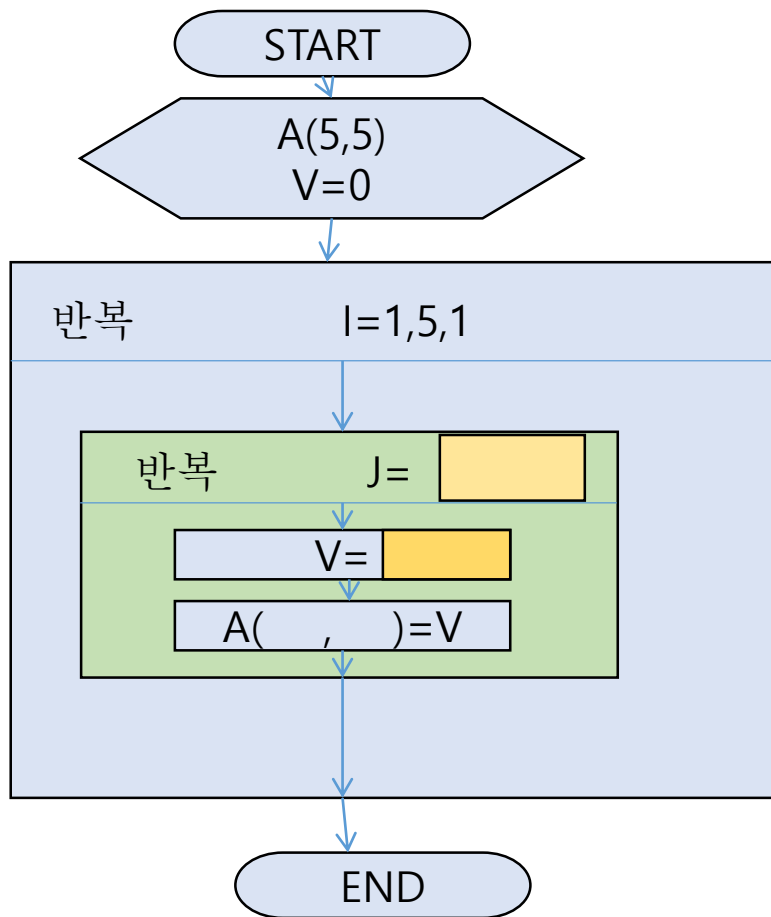 START
A(5,5)
V=0
반복 I=1,5,1
반복 J=
V=
A( , )=V
END